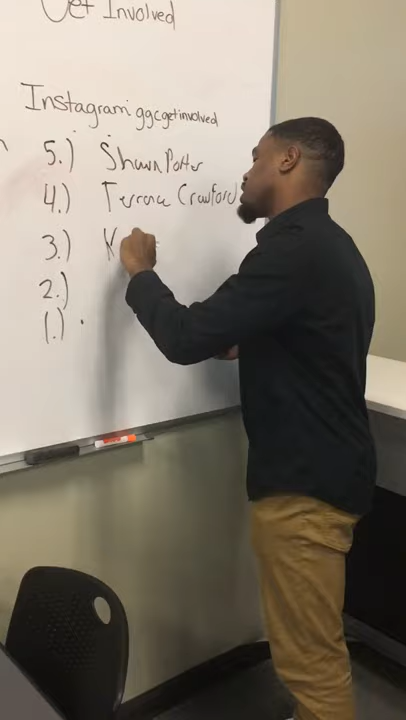 Get Involved
Instagram: ggcgetinvolved
5.) Shawn Porter
4.) Terrence Crawford
3.) K
2.)
1.) .